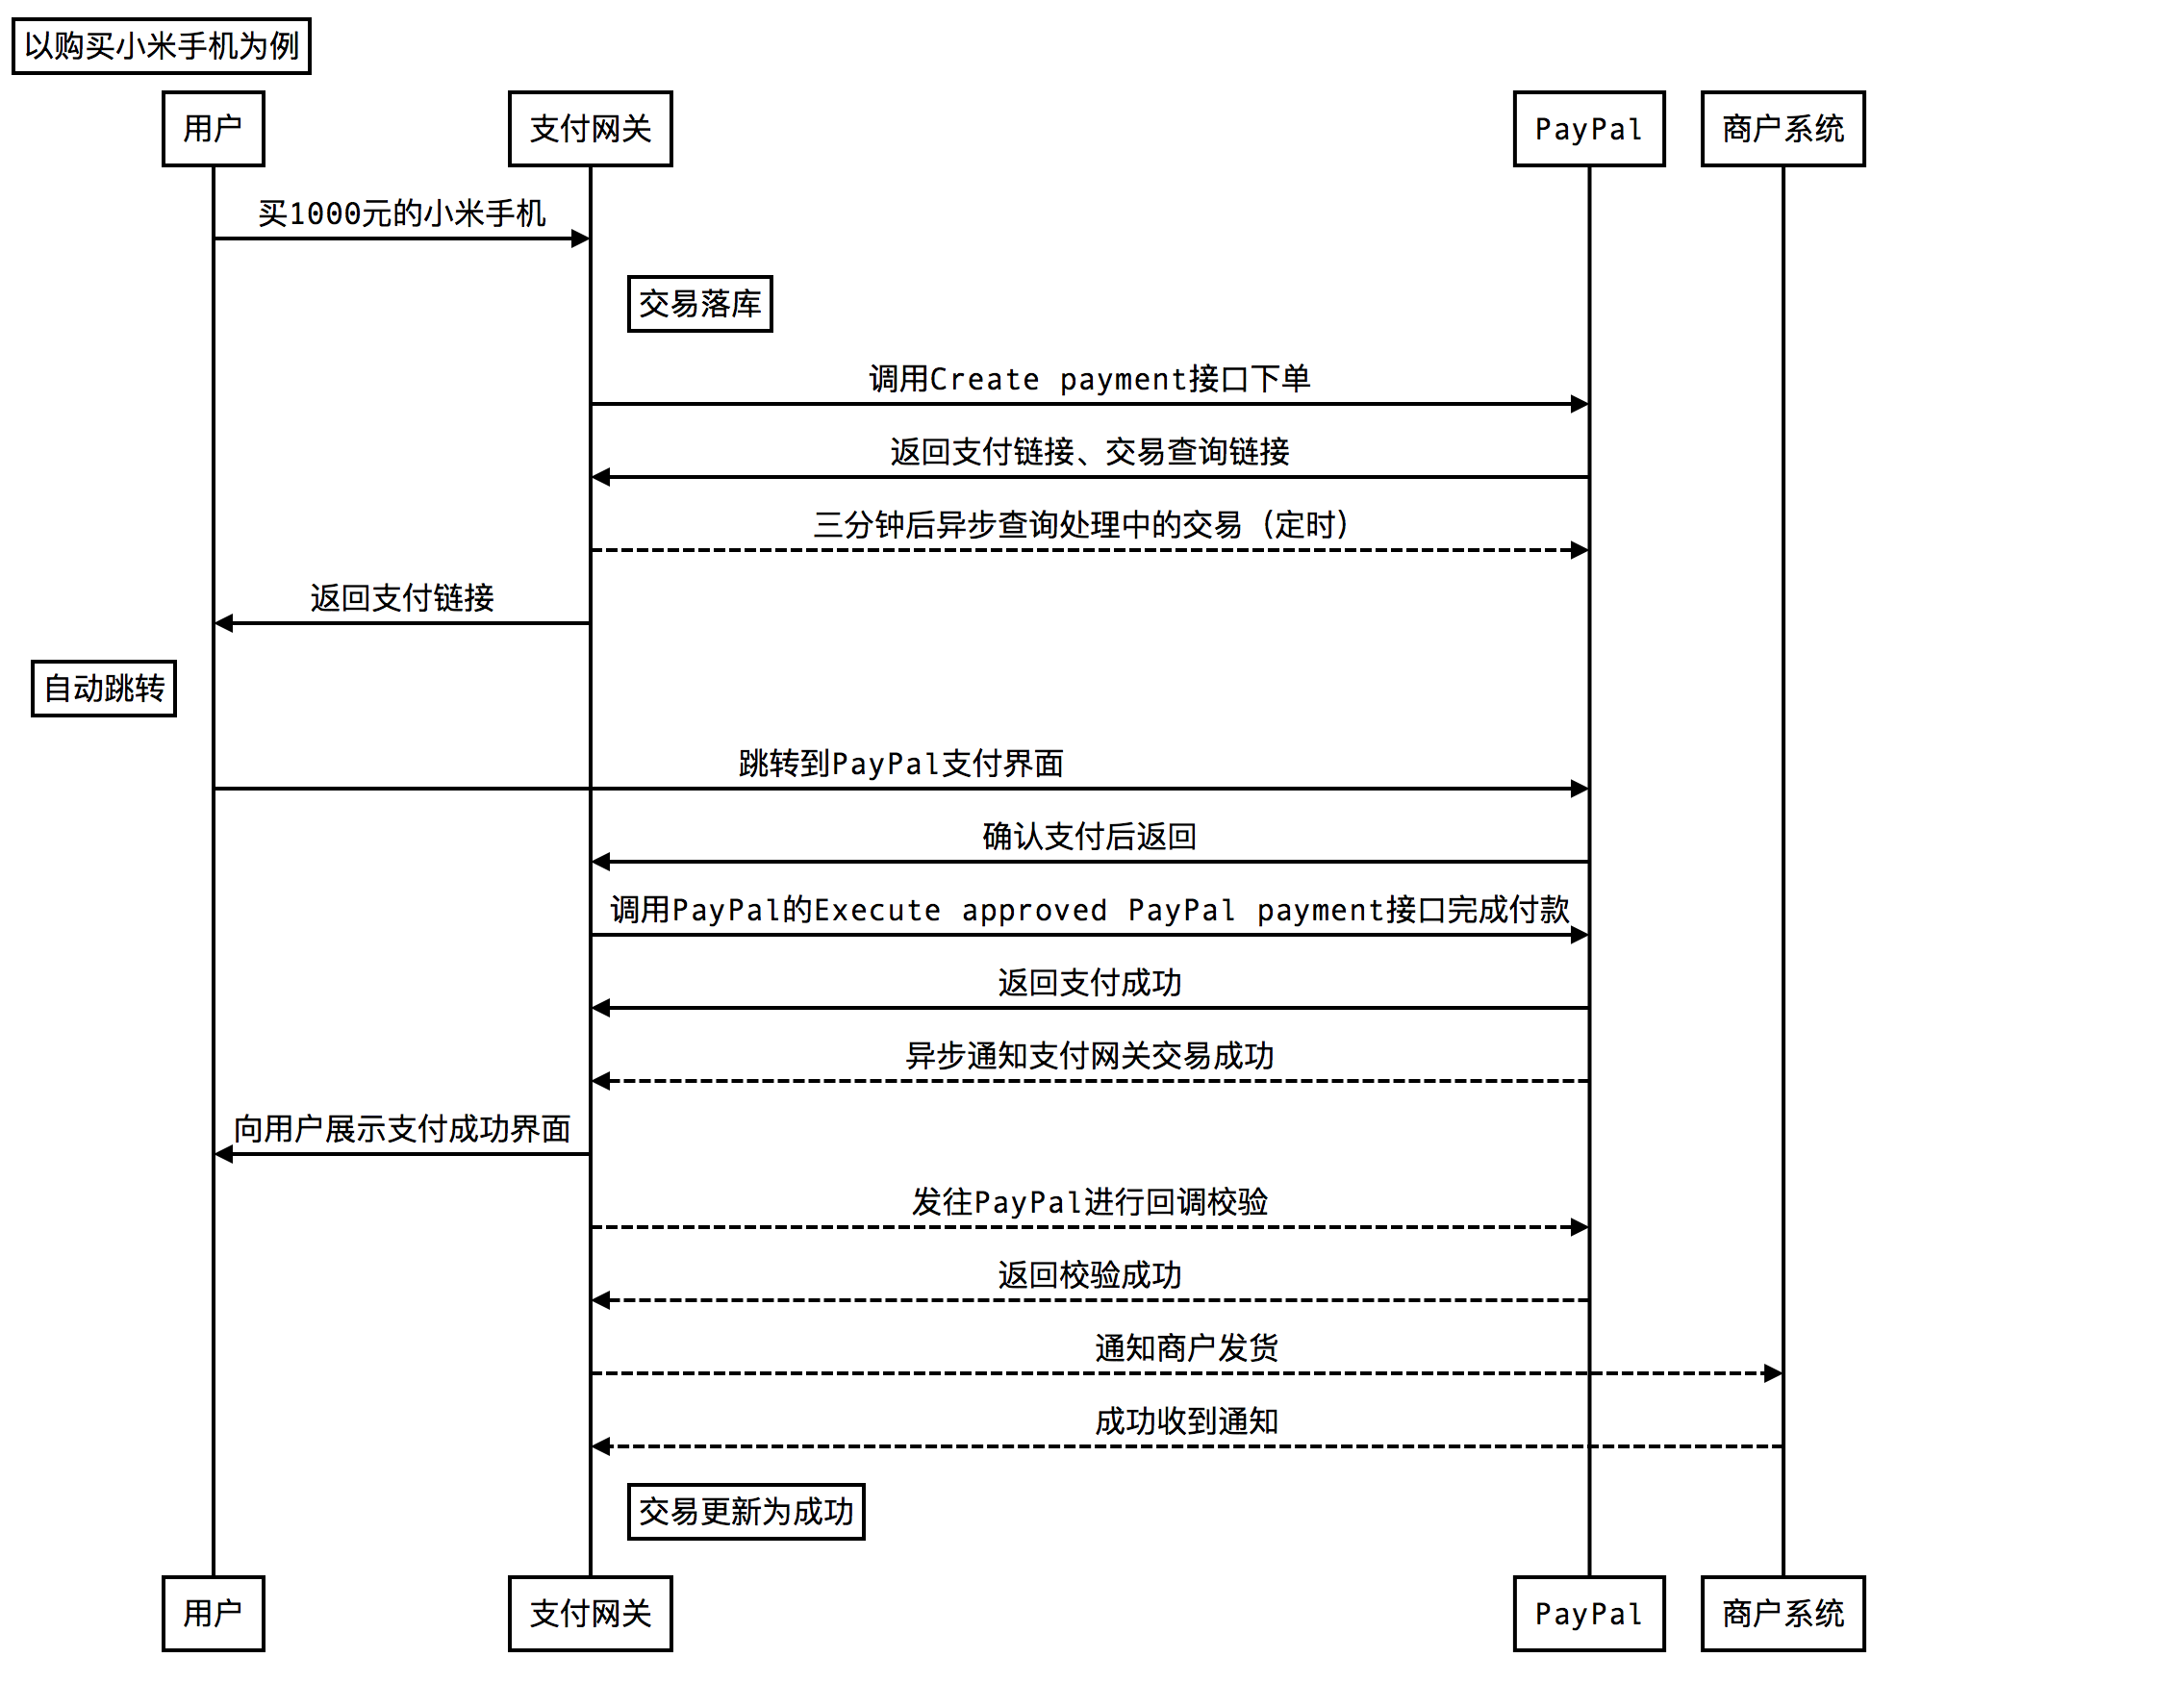 以购买小米手机为例
用户
支付网关
PayPal
商户系统
买1000元的小米手机
交易落库
调用Create payment接口下单
返回支付链接、交易查询链接
三分钟后异步查询处理中的交易（定时）
返回支付链接
自动跳转
跳转到PayPal支付界面
确认支付后返回
调用PayPal的Execute approved PayPal payment接口完成付款
返回支付成功
异步通知支付网关交易成功
向用户展示支付成功界面
发往PayPal进行回调校验
返回校验成功
通知商户发货
成功收到通知
交易更新为成功
用户
支付网关
PayPal
商户系统